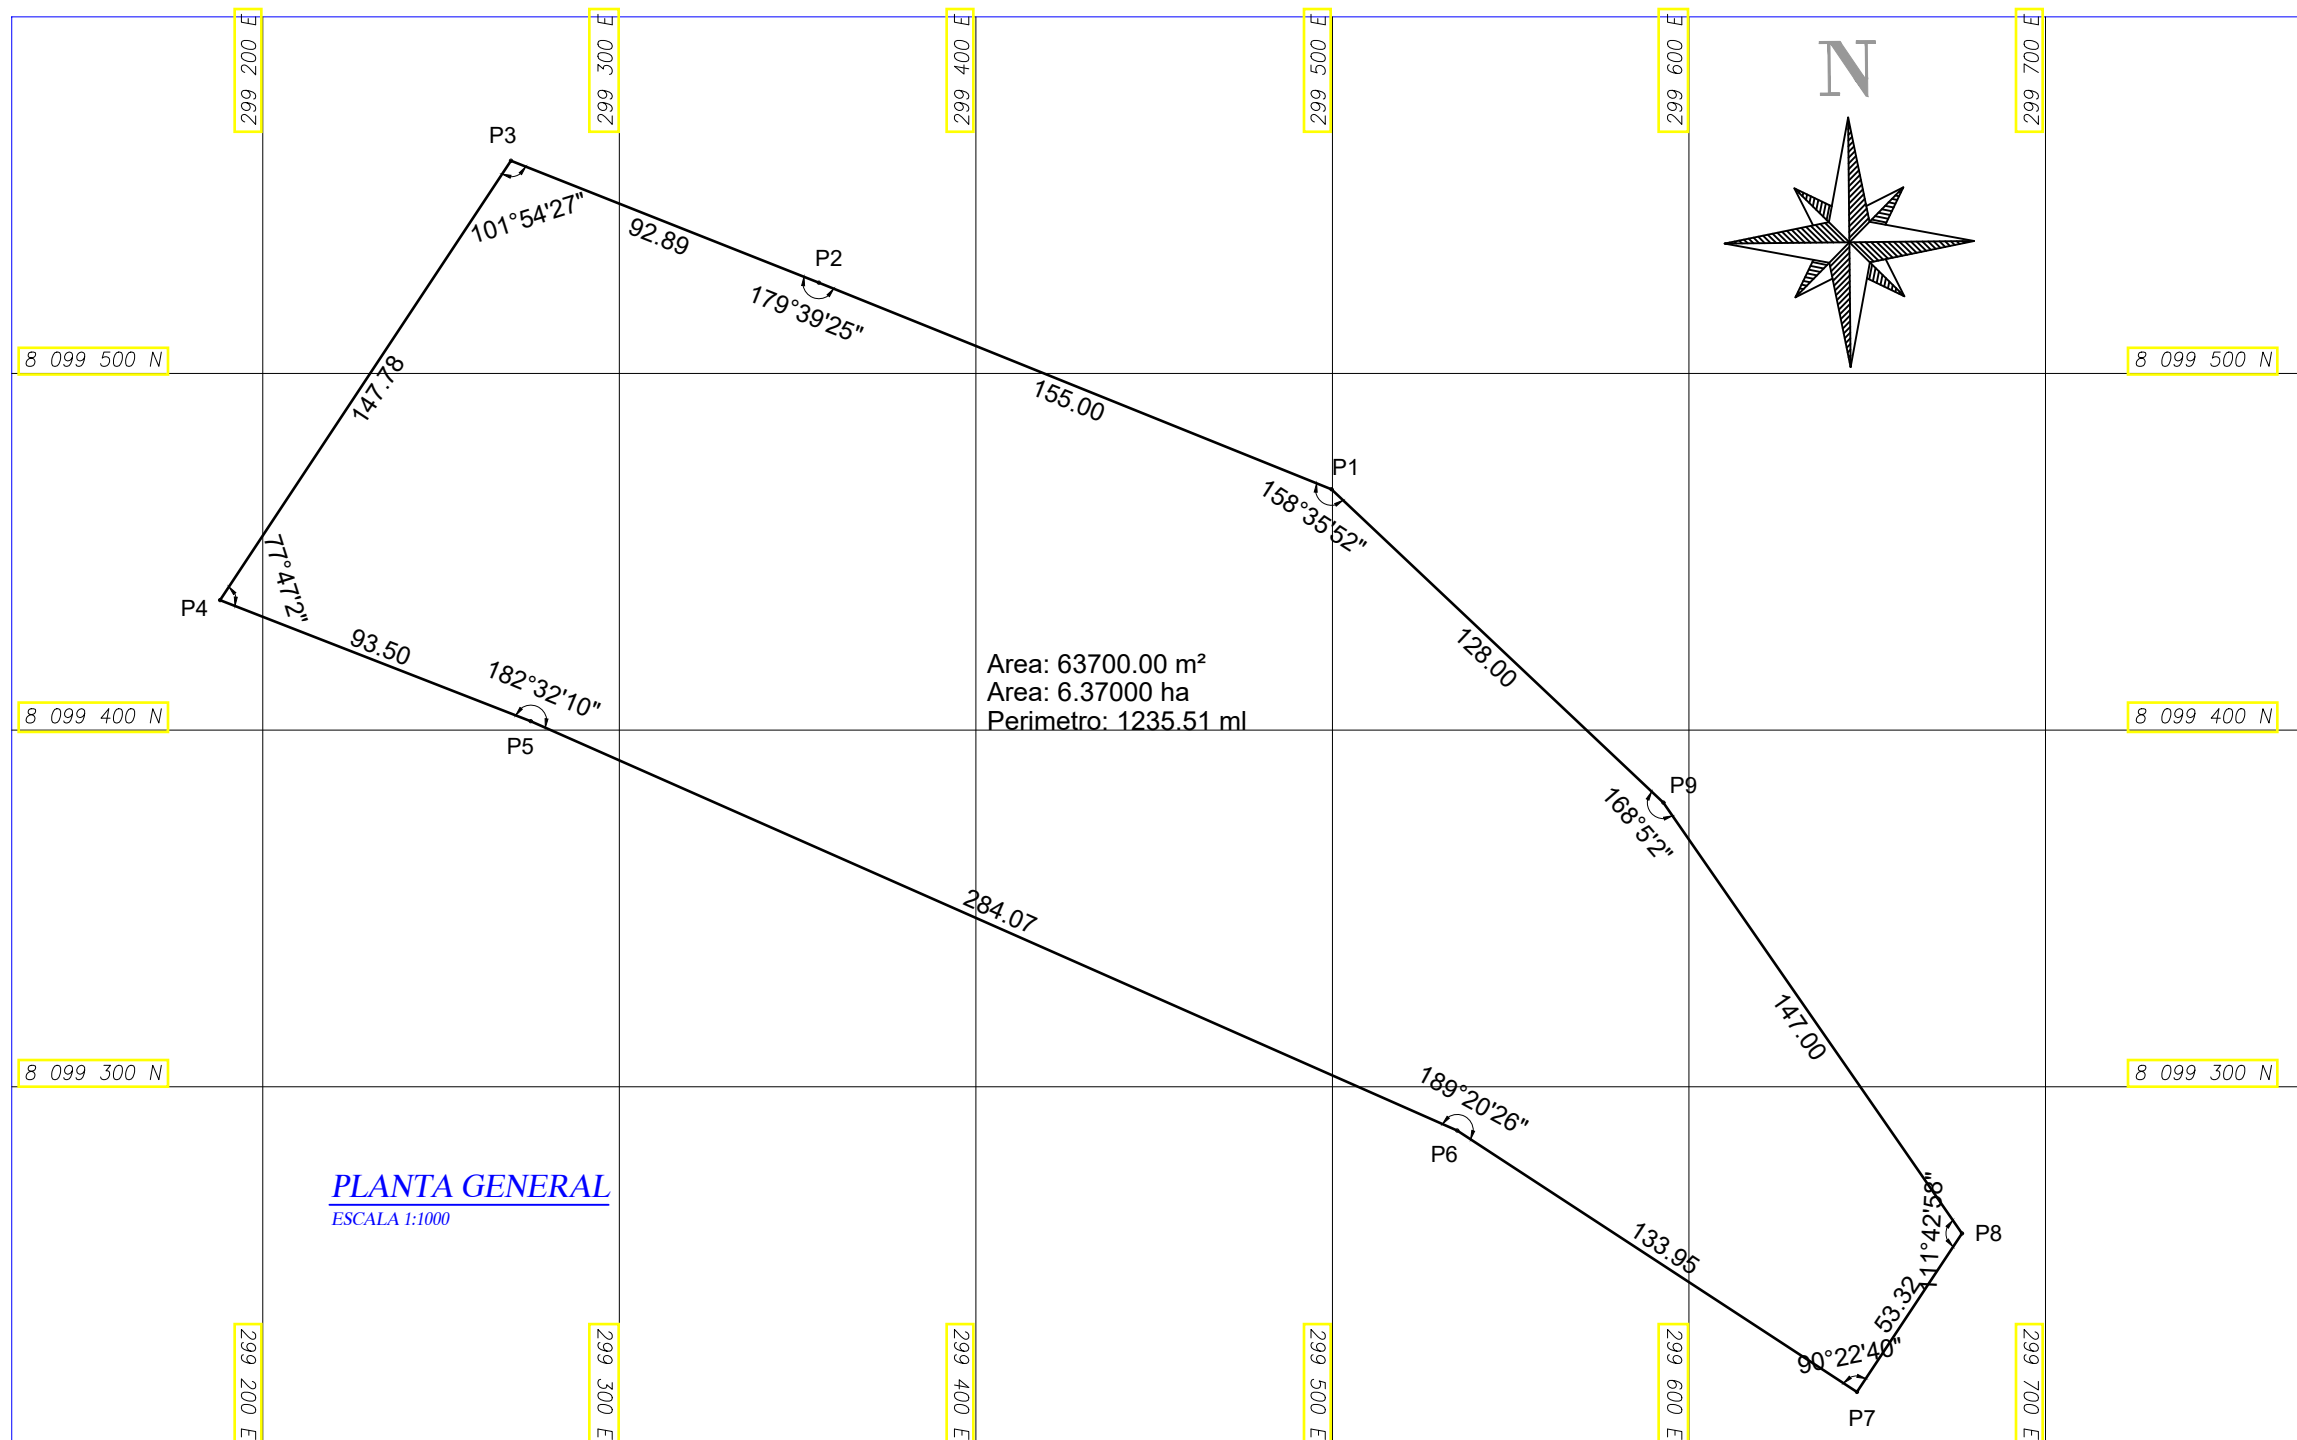 299 200 E
299 300 E
299 400 E
299 500 E
299 600 E
299 700 E
N
P3
101°54'27"
92.89
P2
179°39'25"
8 099 500 N
8 099 500 N
147.78
155.00
P1
158°35'52"
77°47'2"
P4
93.50
182°32'10"
P5
128.00
Area: 63700.00 m²
Area: 6.37000 ha
Perimetro: 1235.51 ml
8 099 400 N
8 099 400 N
P9
168°5'2"
284.07
147.00
8 099 300 N
8 099 300 N
189°20'26"
P6
PLANTA GENERAL
ESCALA 1:1000
111°42'58"
P8
133.95
53.32
90°22'40"
P7
299 200 E
299 300 E
299 400 E
299 500 E
299 600 E
299 700 E